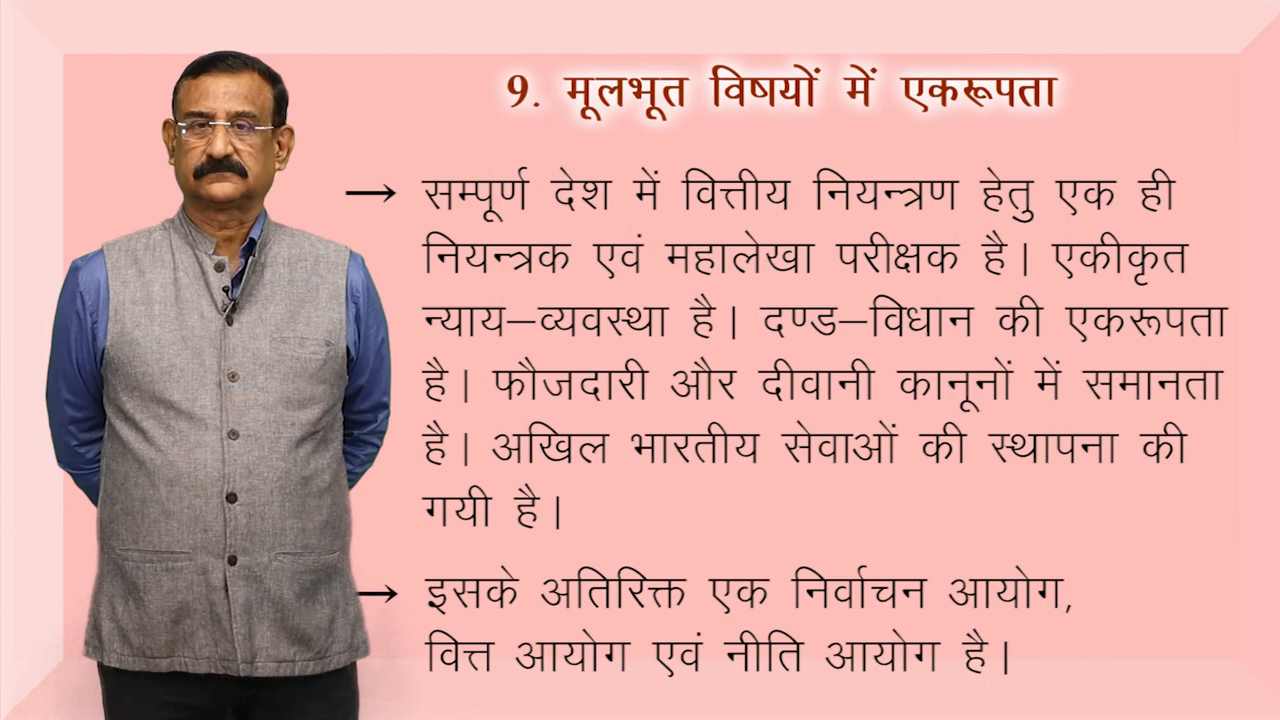 9. मूलभूत विषयों में एकरूपता
→ सम्पूर्ण देश में वित्तीय नियन्त्रण हेतु एक ही
नियन्त्रक एवं महालेखा परीक्षक है। एकीकृत
न्याय–व्यवस्था है। दण्ड–विधान की एकरूपता
है। फौजदारी और दीवानी कानूनों में समानता
है। अखिल भारतीय सेवाओं की स्थापना की
गयी है।
→ इसके अतिरिक्त एक निर्वाचन आयोग,
वित्त आयोग एवं नीति आयोग है।